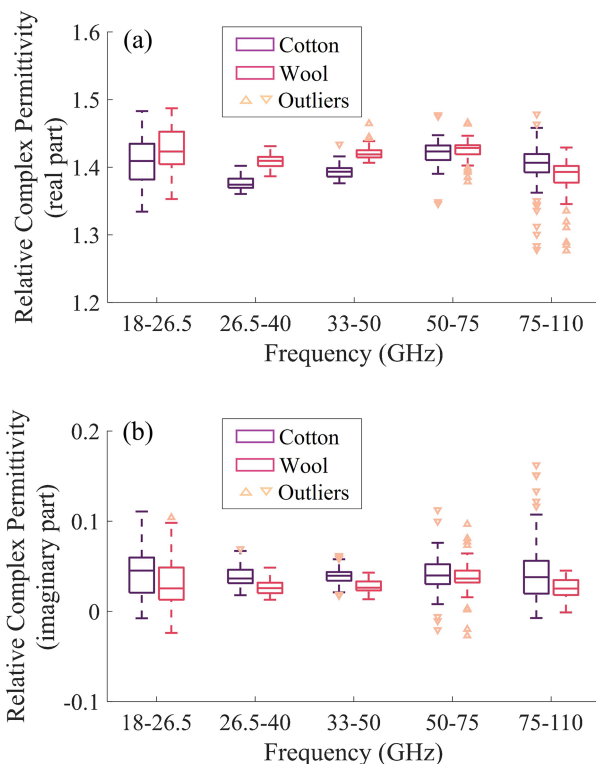 Relative Complex Permittivity
(real part)
1.6
1.5
1.4
1.3
1.2
(a)
Cotton
Wool
Outliers
18-26.5
26.5-40
33-50
50-75
75-110
Frequency (GHz)
Relative Complex Permittivity
(imaginary part)
0.2
0.1
0
-0.1
(b)
Cotton
Wool
Outliers
18-26.5
26.5-40
33-50
50-75
75-110
Frequency (GHz)